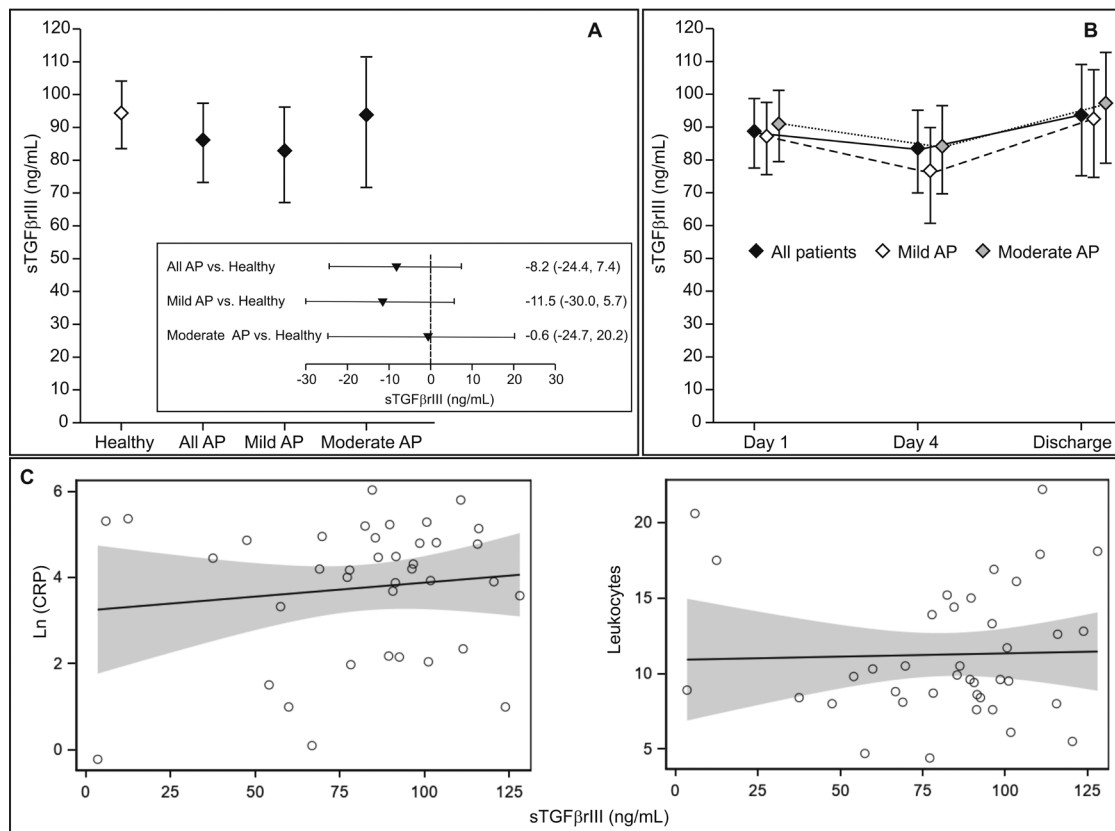 A
120
110
100
90
80
70
60
50
40
30
20
10
0
sTGFβrIII (ng/mL)
All AP vs. Healthy
-8.2 (-24.4, 7.4)
Mild AP vs. Healthy
-11.5 (-30.0, 5.7)
Moderate AP vs. Healthy
-0.6 (-24.7, 20.2)
-30 -20 -10 0 10 20 30
sTGFβrIII (ng/mL)
Healthy All AP Mild AP Moderate AP
B
120
110
100
90
80
70
60
50
40
30
20
10
0
sTGFβrIII (ng/mL)
All patients Mild AP Moderate AP
Day 1 Day 4 Discharge
C
6
4
2
0
Ln (CRP)
0 25 50 75 100 125
20
15
10
5
Leukocytes
0 25 50 75 100 125
sTGFβrIII (ng/mL)